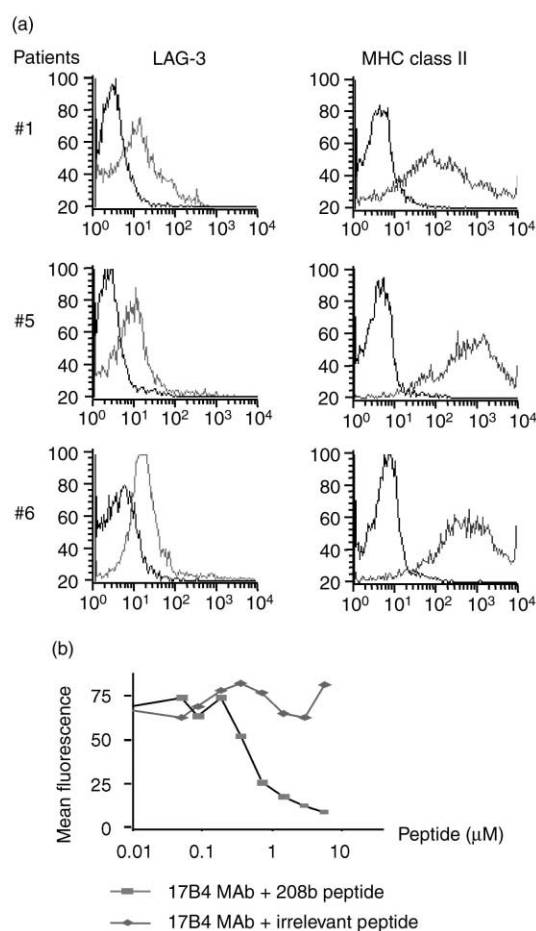 (a)
Patients LAG-3 MHC class II
#1
100 100
80 80
60 60
40 40
20 20
10⁰ 10¹ 10² 10³ 10⁴ 10⁰ 10¹ 10² 10³ 10⁴
#5
100 100
80 80
60 60
40 40
20 20
10⁰ 10¹ 10² 10³ 10⁴ 10⁰ 10¹ 10² 10³ 10⁴
#6
100 100
80 80
60 60
40 40
20 20
10⁰ 10¹ 10² 10³ 10⁴ 10⁰ 10¹ 10² 10³ 10⁴
(b)
Mean fluorescence
75
50
25
0
0.01 0.1 1 10
Peptide (μM)
17B4 MAb + 208b peptide
17B4 MAb + irrelevant peptide